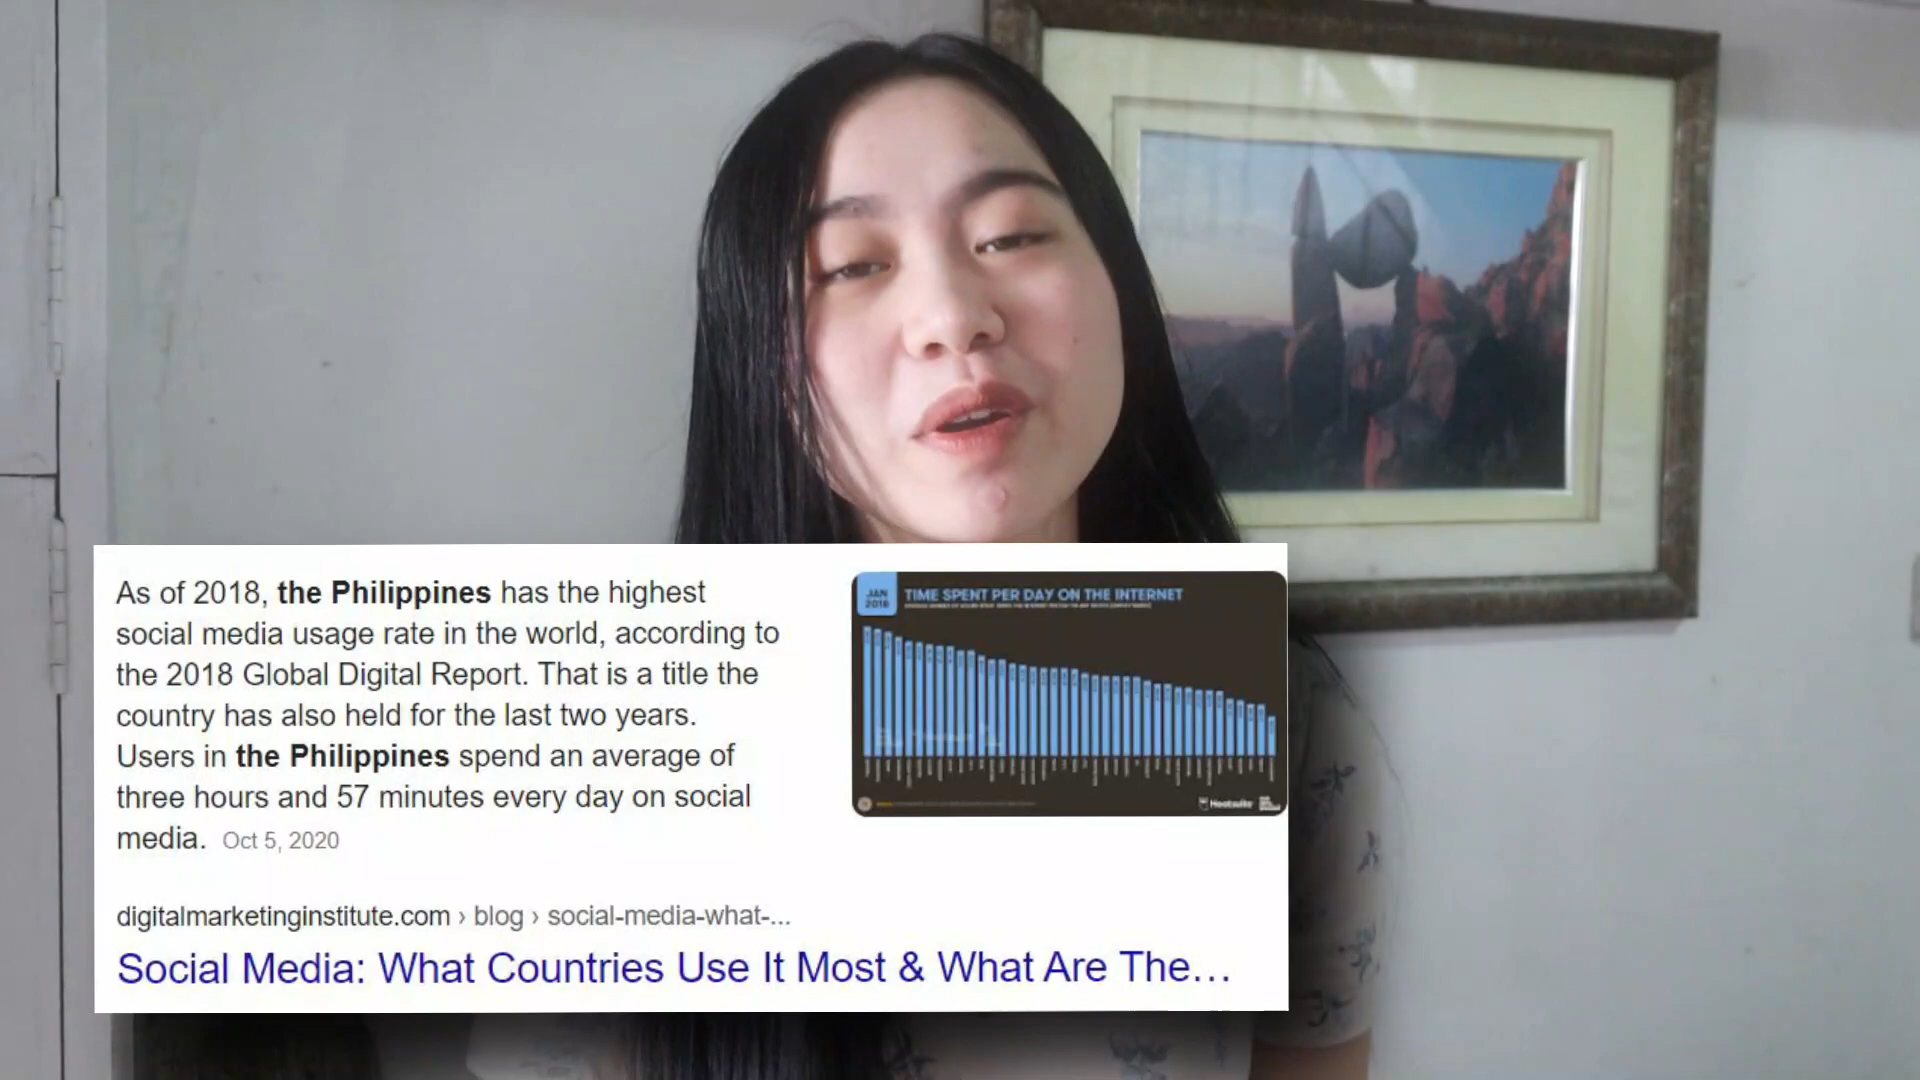 As of 2018, the Philippines has the highest
social media usage rate in the world, according to
the 2018 Global Digital Report. That is a title the
country has also held for the last two years.
Users in the Philippines spend an average of
three hours and 57 minutes every day on social
media. Oct 5, 2020
JAN
2018
TIME SPENT PER DAY ON THE INTERNET
Hootsuite
digitalmarketinginstitute.com › blog › social-media-what-...
Social Media: What Countries Use It Most & What Are The...